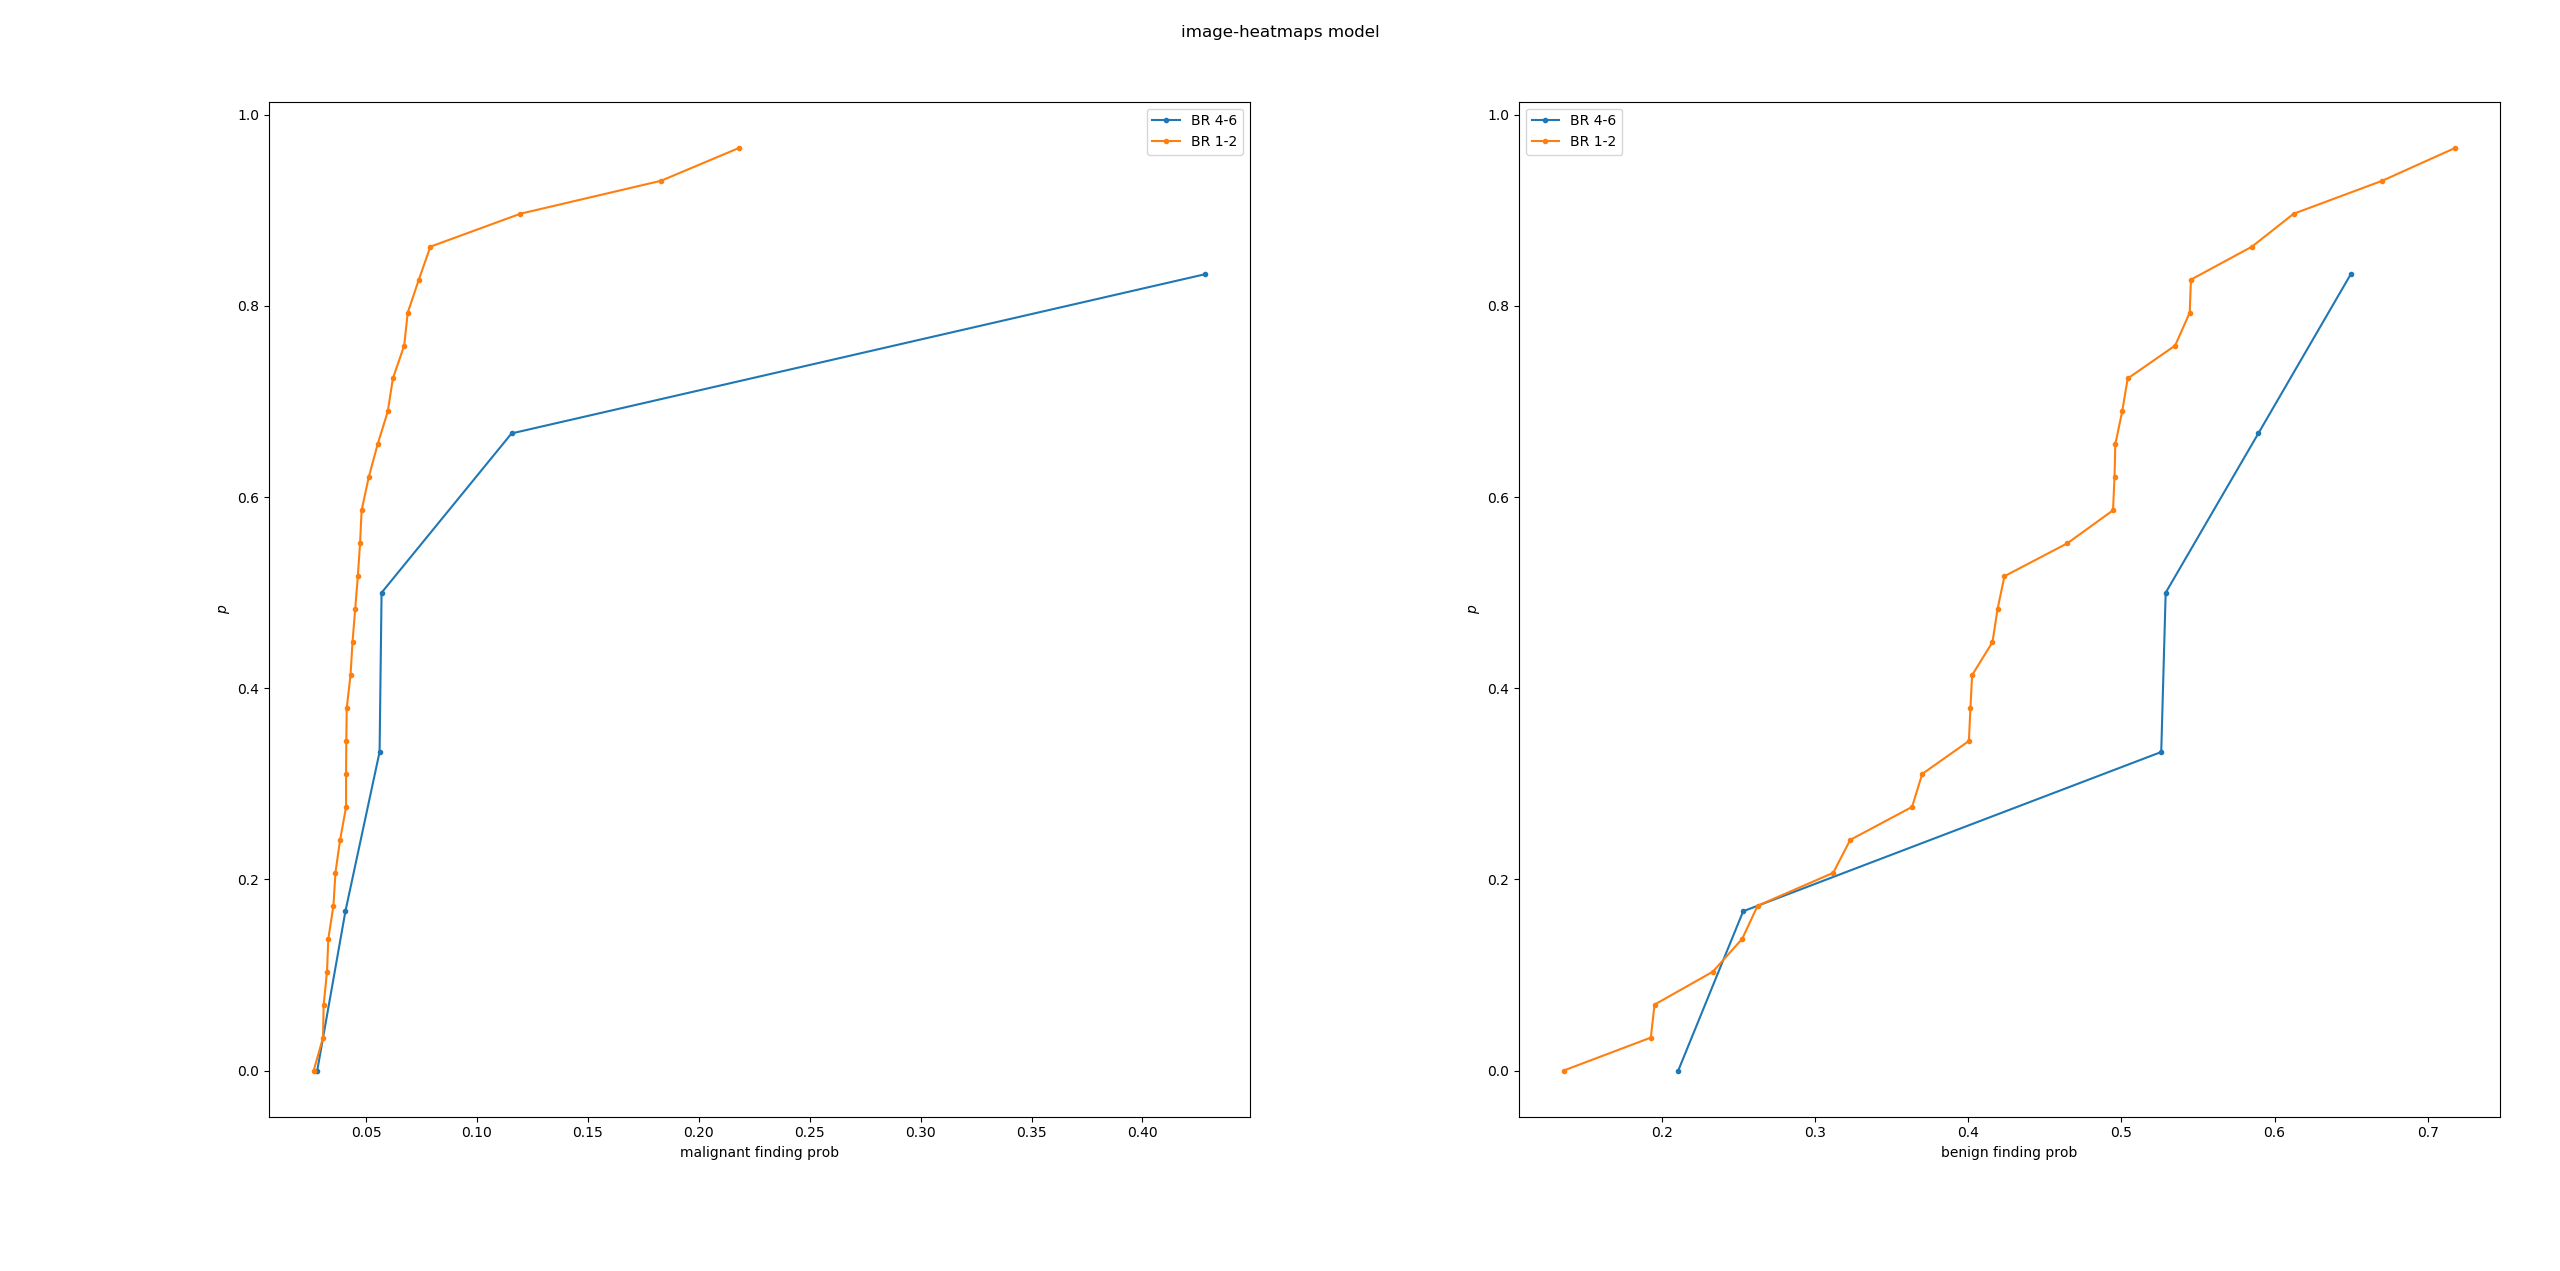 image-heatmaps model
1.0
0.8
0.6
0.4
0.2
0.0
p
BR 4-6
BR 1-2
0.05 0.10 0.15 0.20 0.25 0.30 0.35 0.40
malignant finding prob
1.0
0.8
0.6
0.4
0.2
0.0
p
BR 4-6
BR 1-2
0.2 0.3 0.4 0.5 0.6 0.7
benign finding prob